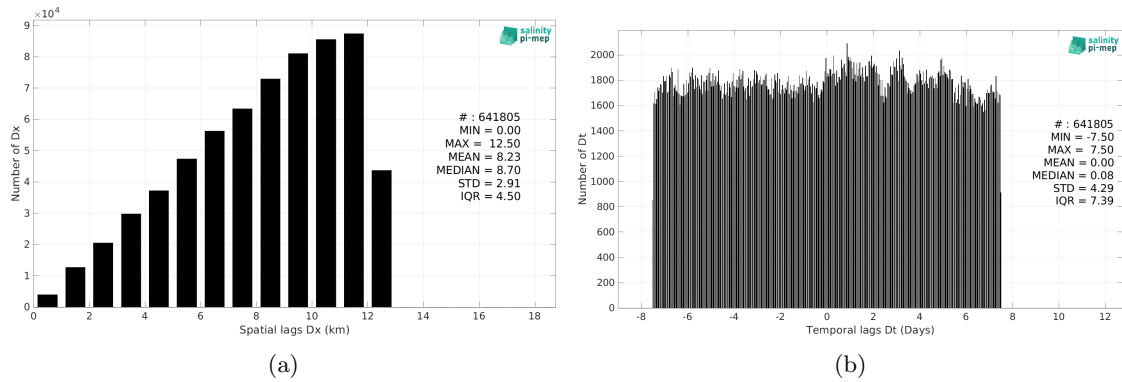 ×10⁴
9
8
7
6
5
4
3
2
1
0
Number of Dx
0 2 4 6 8 10 12 14 16 18
Spatial lags Dx (km)
salinity
pi-mep
# : 641805
MIN = 0.00
MAX = 12.50
MEAN = 8.23
MEDIAN = 8.70
STD = 2.91
IQR = 4.50
(a)
2000
1800
1600
1400
1200
1000
800
600
400
200
0
Number of Dt
-8 -6 -4 -2 0 2 4 6 8 10 12
Temporal lags Dt (Days)
salinity
pi-mep
# : 641805
MIN = -7.50
MAX = 7.50
MEAN = 0.00
MEDIAN = 0.08
STD = 4.29
IQR = 7.39
(b)